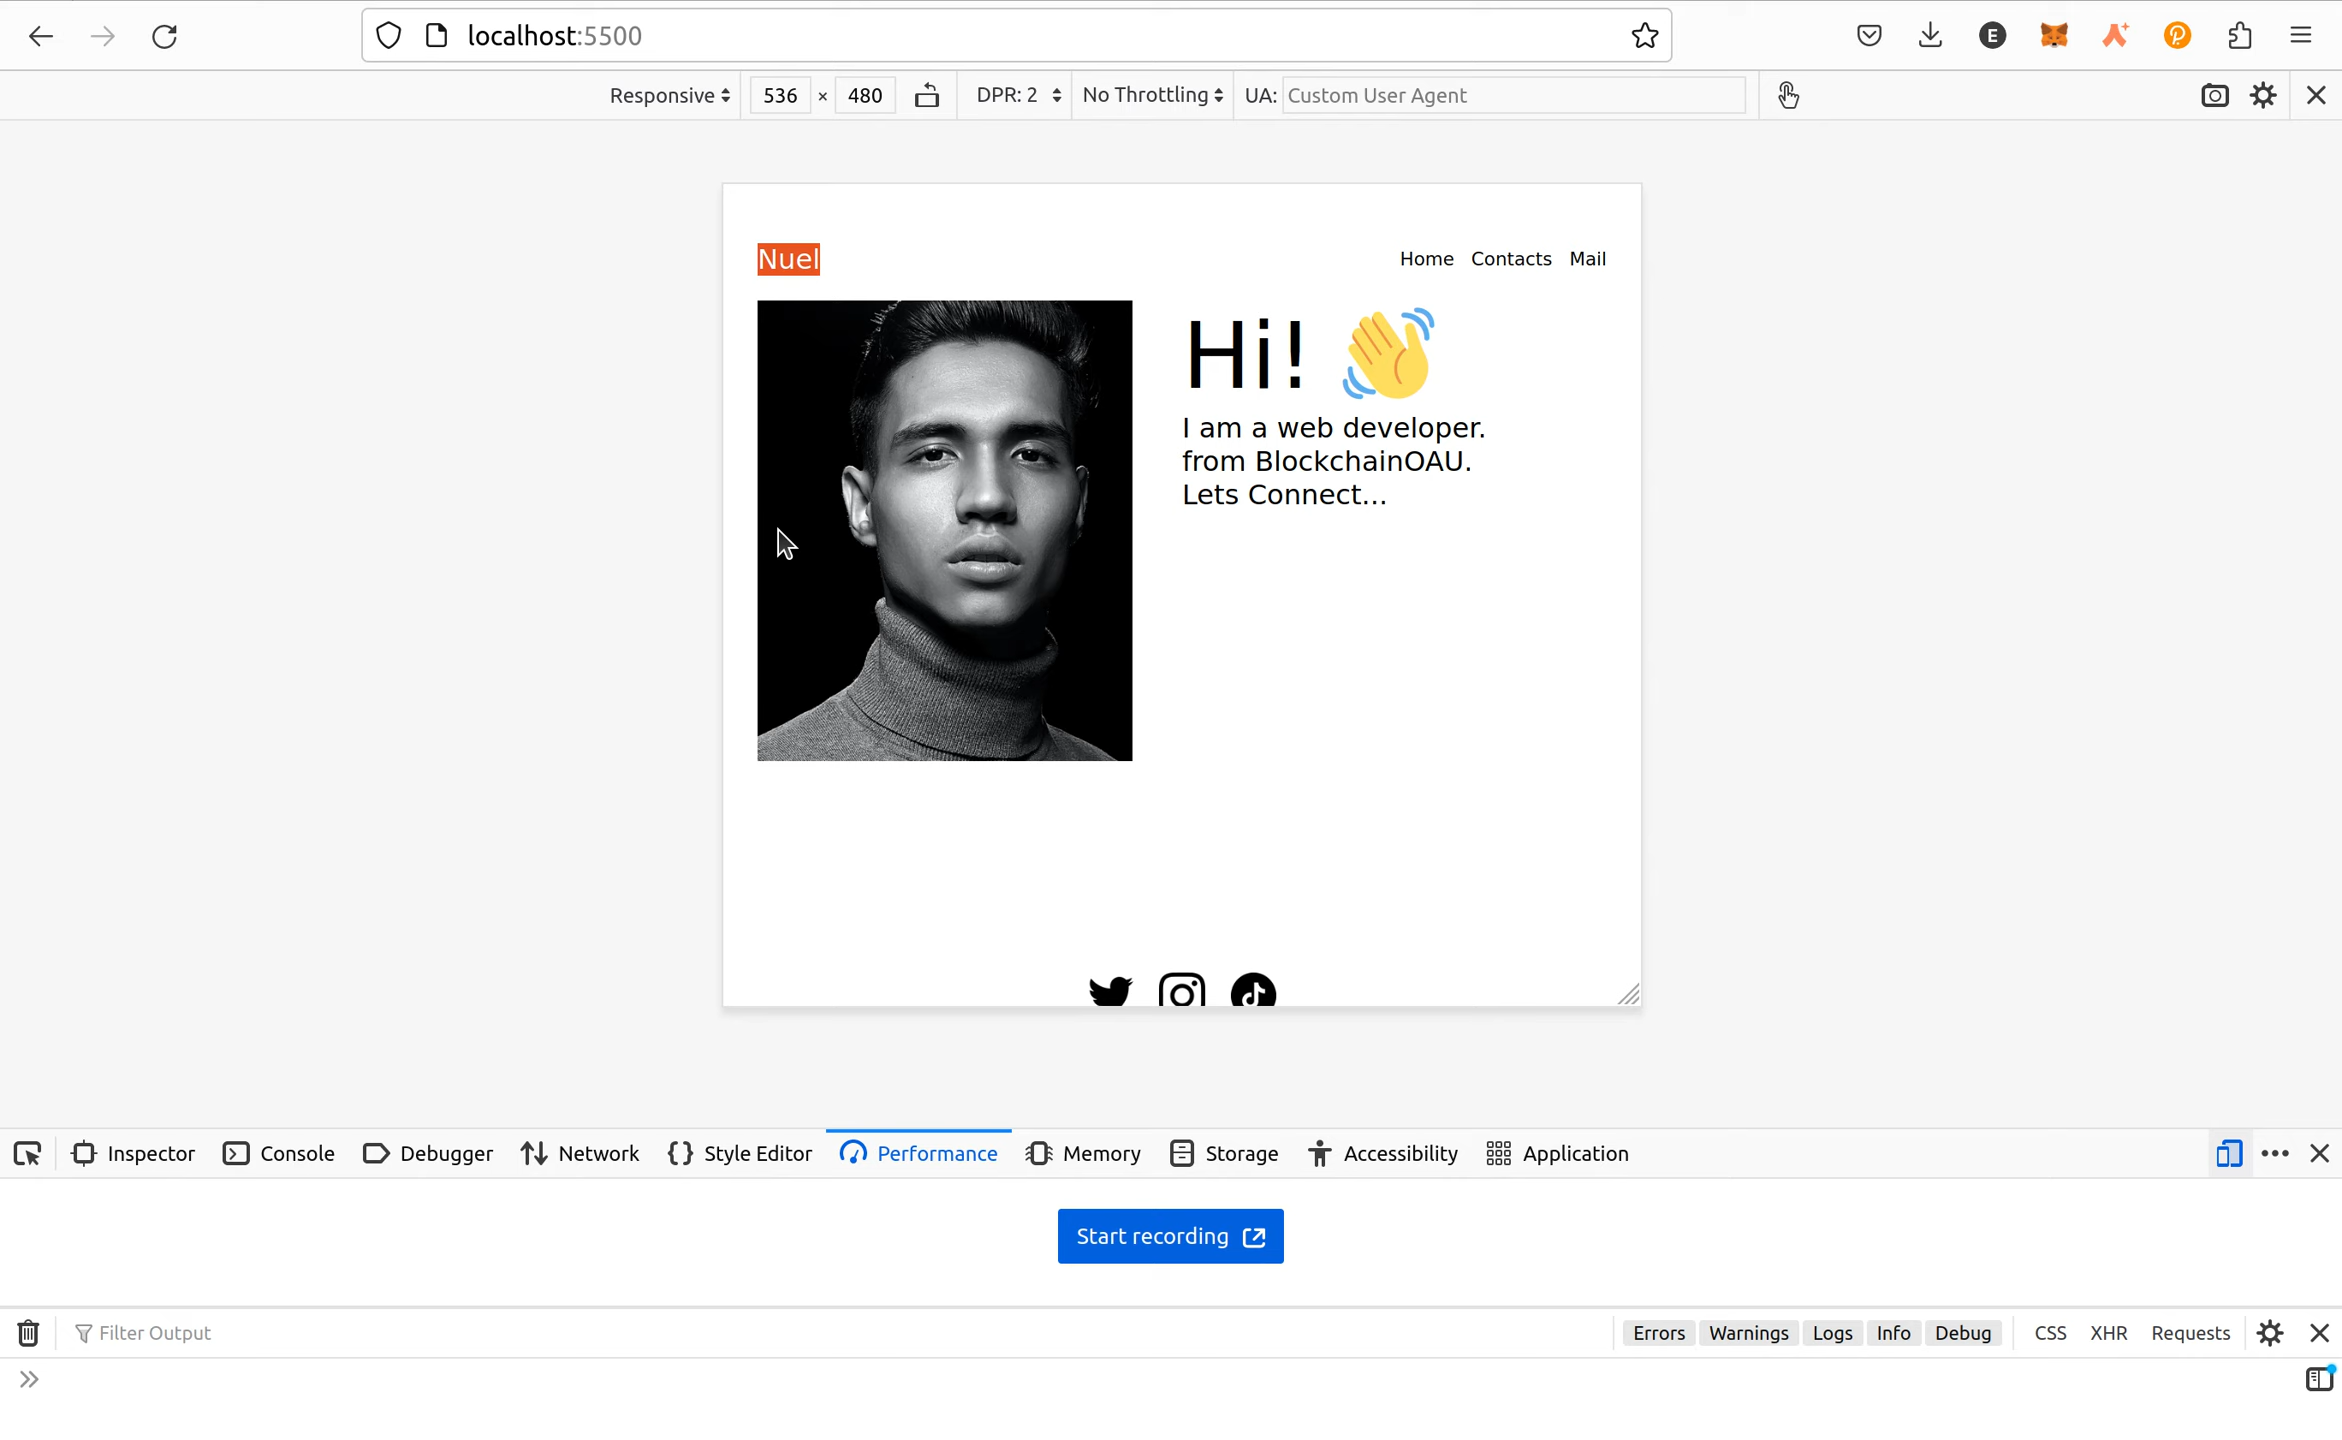 localhost:5500
Responsive 536 × 480 DPR: 2 No Throttling UA: Custom User Agent
Nuel
Home Contacts Mail
Hi! 👋
I am a web developer.
from BlockchainOAU.
Lets Connect...
Inspector Console Debugger Network Style Editor Performance Memory Storage Accessibility Application
Start recording
Filter Output Errors Warnings Logs Info Debug CSS XHR Requests